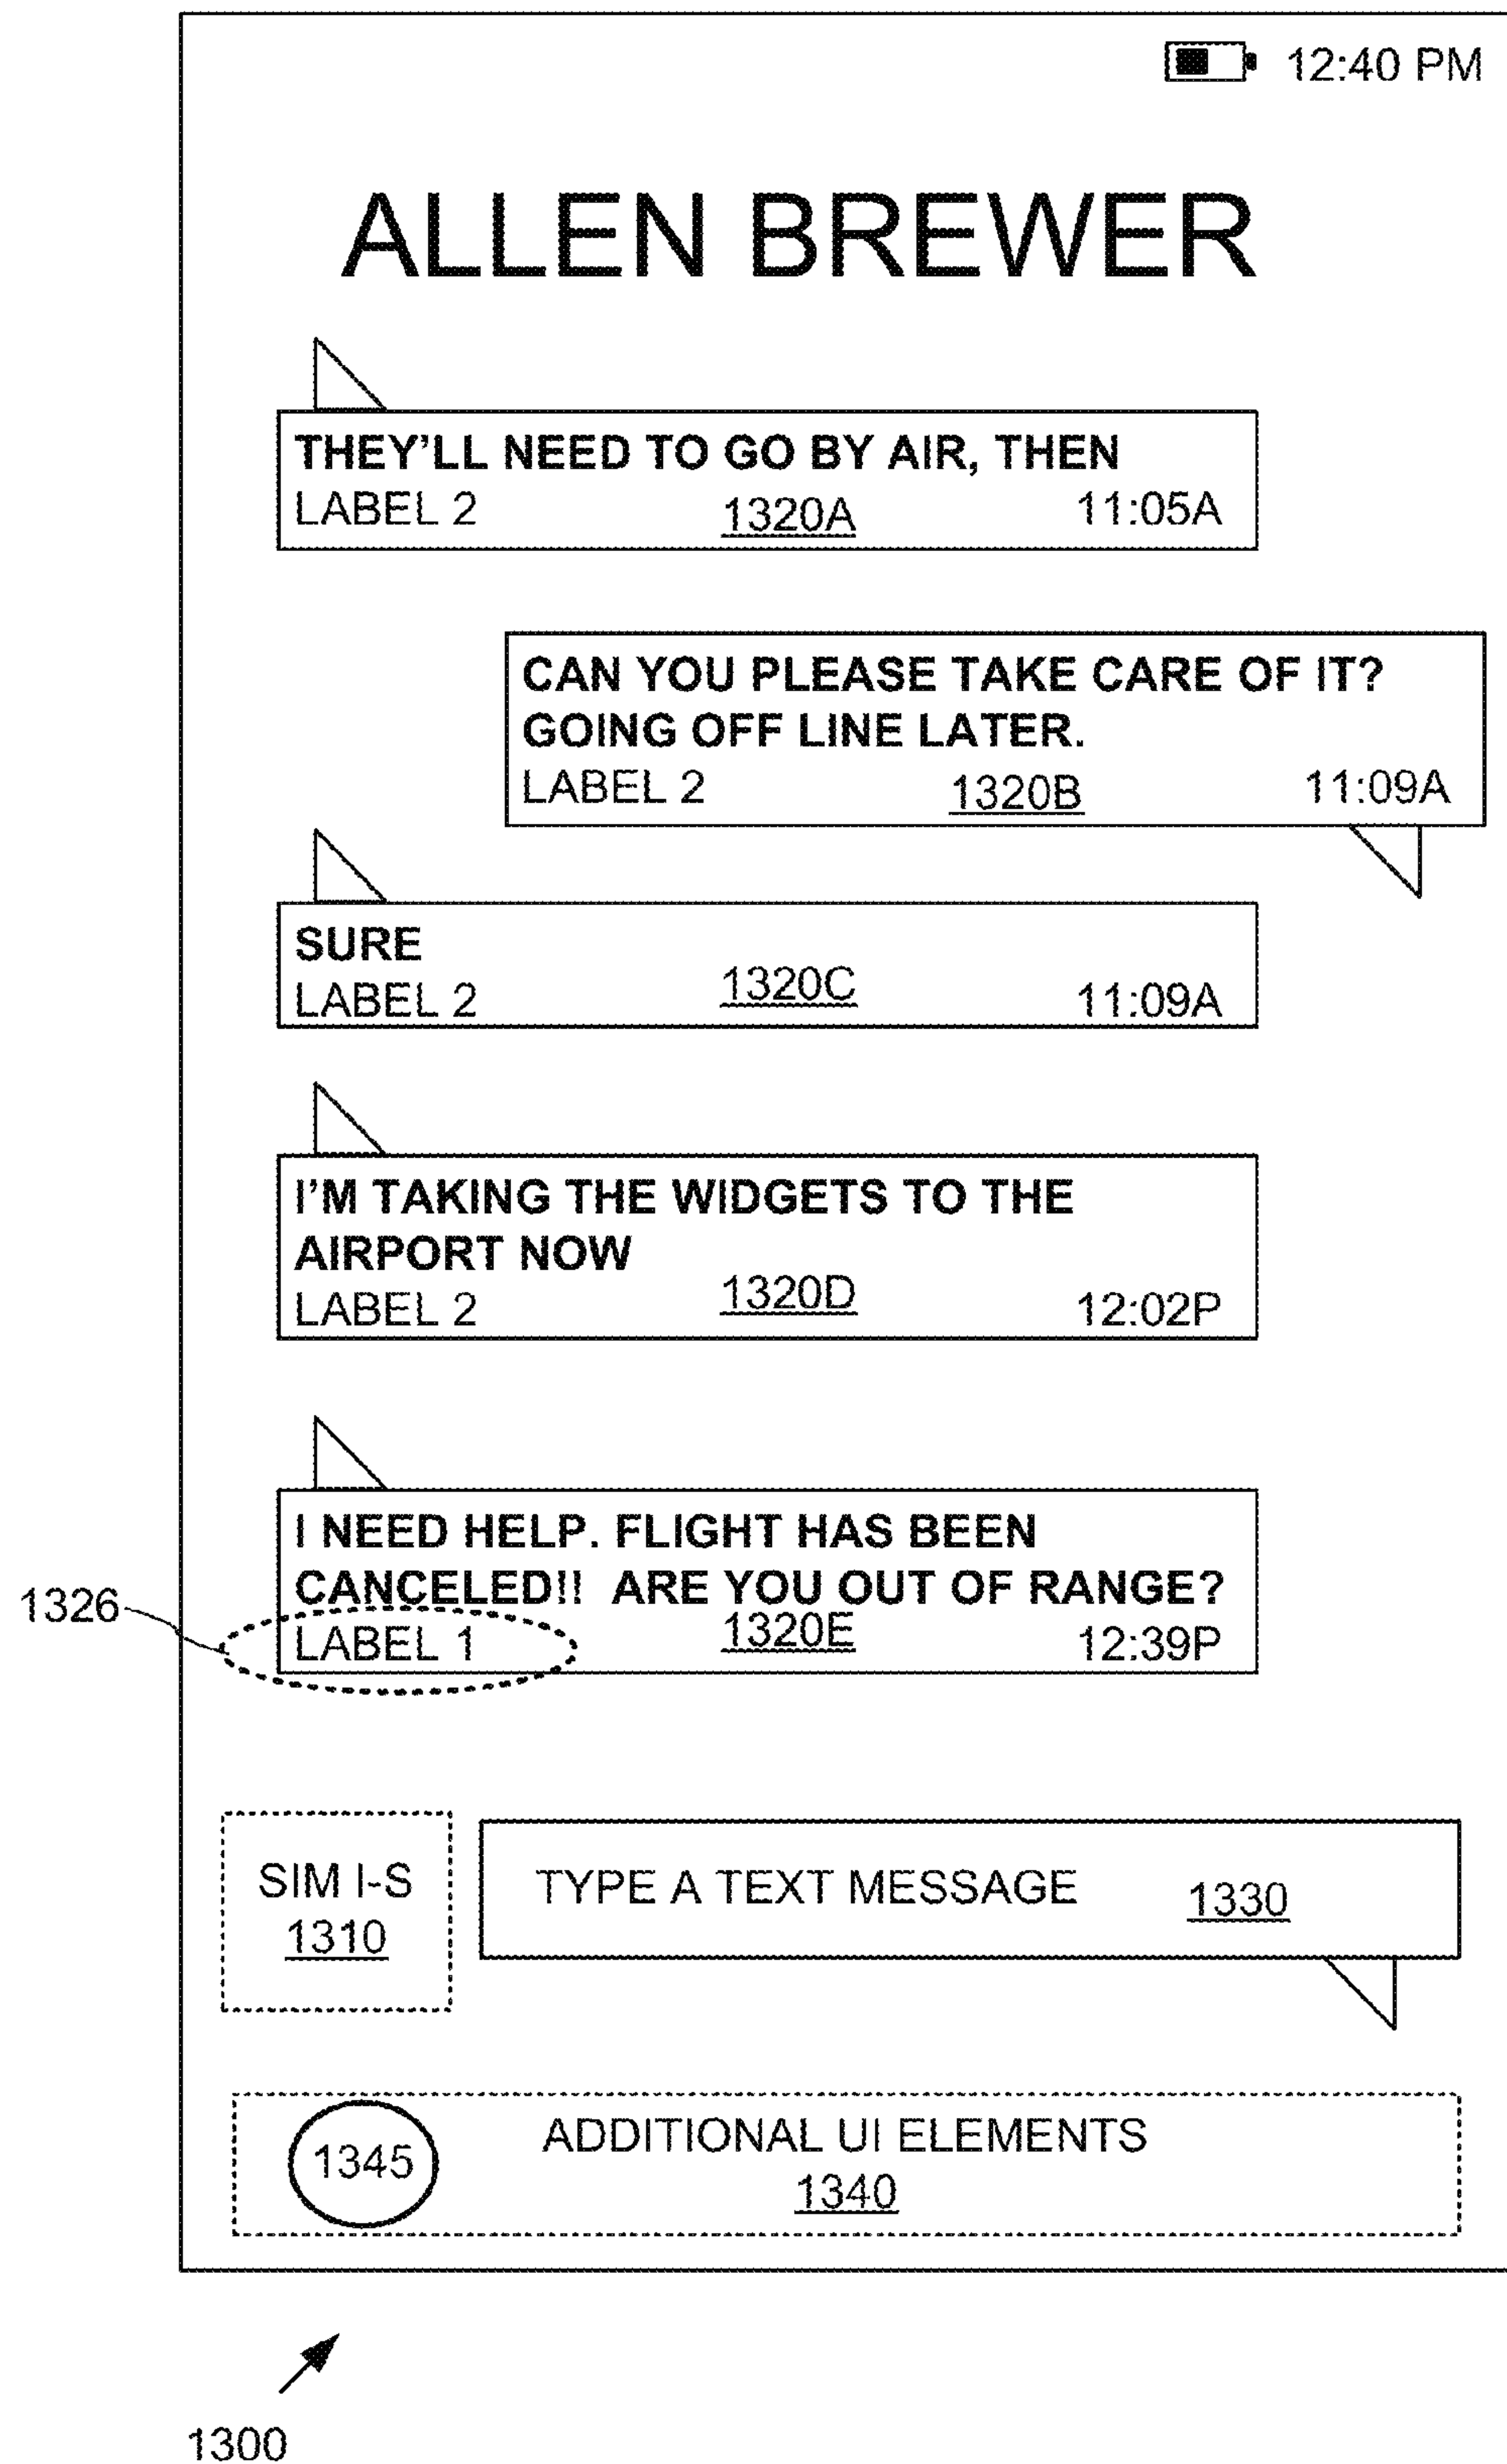 12:40 PM
ALLEN BREWER
THEY'LL NEED TO GO BY AIR, THEN
LABEL 2 1320A 11:05A
CAN YOU PLEASE TAKE CARE OF IT?
GOING OFF LINE LATER.
LABEL 2 1320B 11:09A
SURE
LABEL 2 1320C 11:09A
I'M TAKING THE WIDGETS TO THE
AIRPORT NOW
LABEL 2 1320D 12:02P
I NEED HELP. FLIGHT HAS BEEN
CANCELED!! ARE YOU OUT OF RANGE?
1326
LABEL 1 1320E 12:39P
SIM I-S
1310
TYPE A TEXT MESSAGE 1330
1345
ADDITIONAL UI ELEMENTS
1340
1300